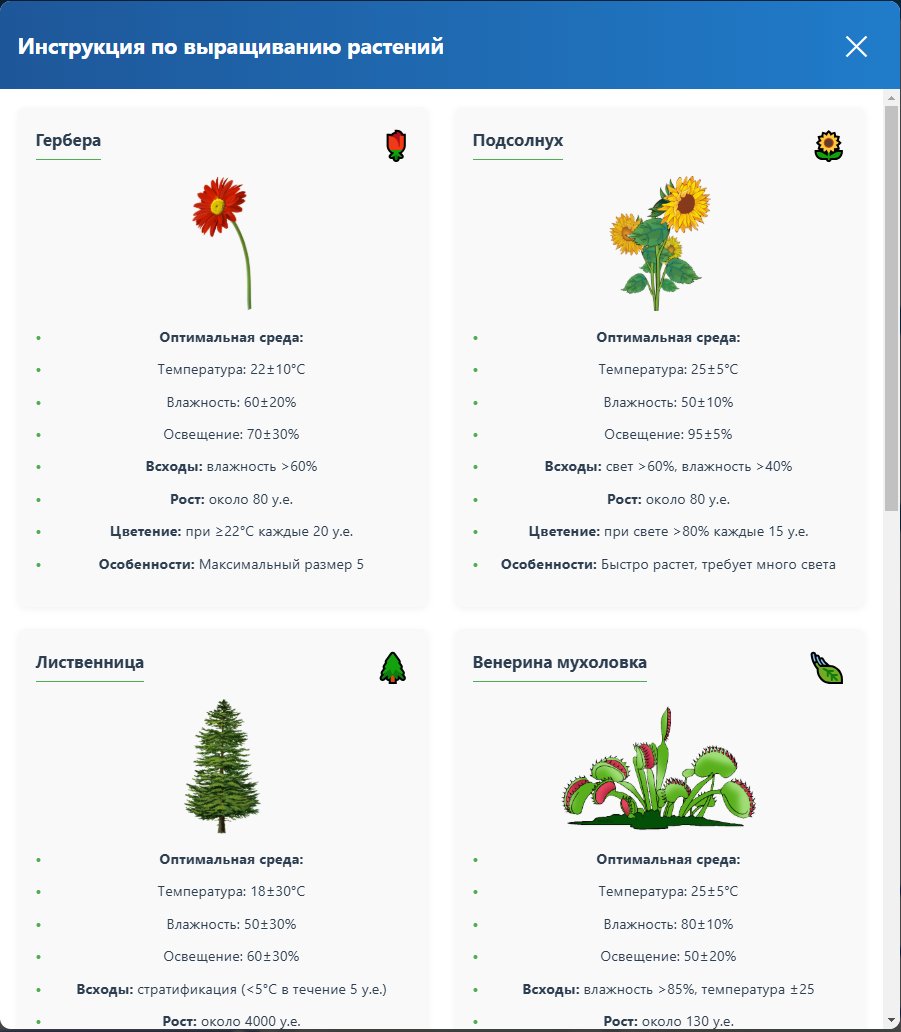 Инструкция по выращиванию растений
Гербера
• Оптимальная среда:
• Температура: 22±10°C
• Влажность: 60±20%
• Освещение: 70±30%
• Всходы: влажность >60%
• Рост: около 80 у.е.
• Цветение: при ≥22°C каждые 20 у.е.
• Особенности: Максимальный размер 5
Подсолнух
• Оптимальная среда:
• Температура: 25±5°C
• Влажность: 50±10%
• Освещение: 95±5%
• Всходы: свет >60%, влажность >40%
• Рост: около 80 у.е.
• Цветение: при свете >80% каждые 15 у.е.
• Особенности: Быстро растет, требует много света
Лиственница
• Оптимальная среда:
• Температура: 18±30°C
• Влажность: 50±30%
• Освещение: 60±30%
• Всходы: стратификация (<5°C в течение 5 у.е.)
• Рост: около 4000 у.е.
Венерина мухоловка
• Оптимальная среда:
• Температура: 25±5°C
• Влажность: 80±10%
• Освещение: 50±20%
• Всходы: влажность >85%, температура ±25
• Рост: около 130 у.е.